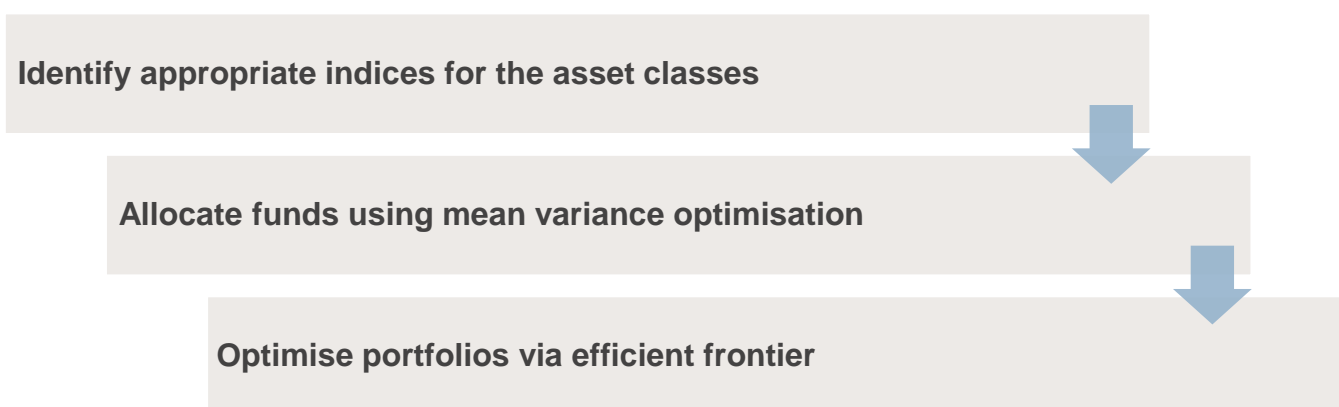 Identify appropriate indices for the asset classes
Allocate funds using mean variance optimisation
Optimise portfolios via efficient frontier